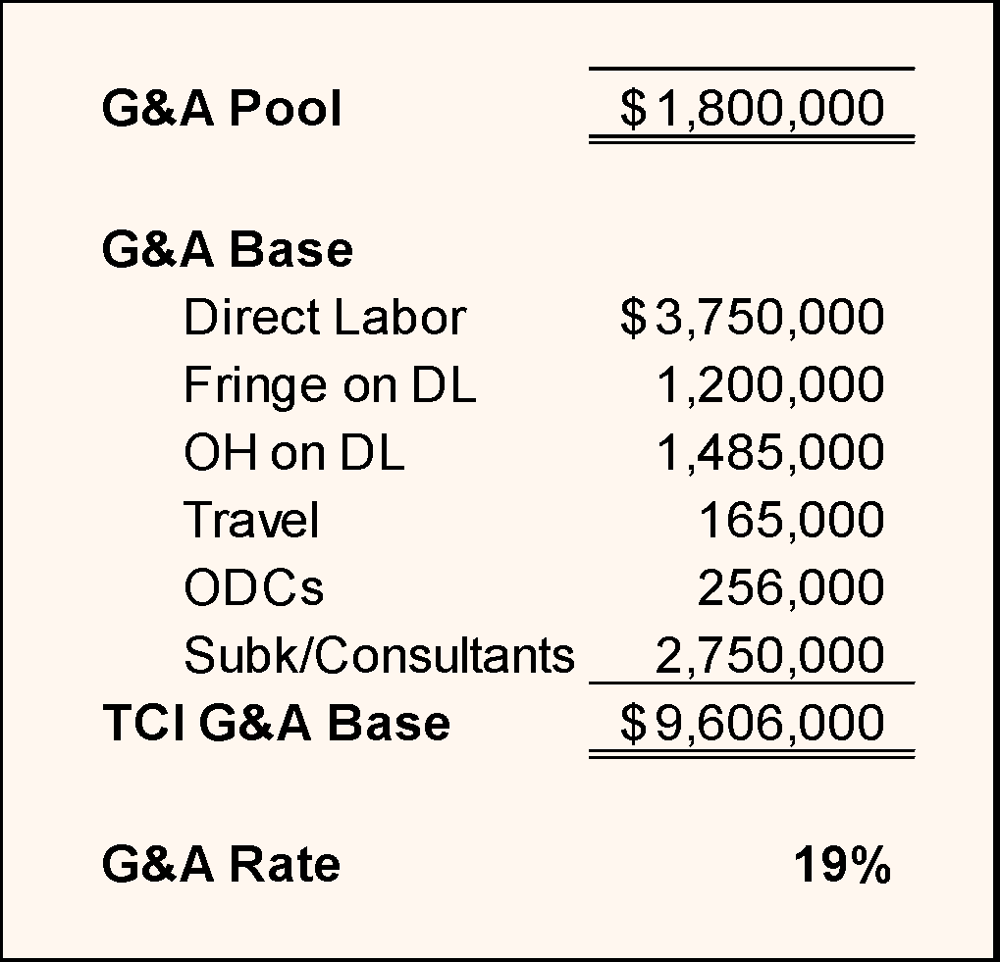 G&A Pool $1,800,000
G&A Base
Direct Labor $3,750,000
Fringe on DL 1,200,000
OH on DL 1,485,000
Travel 165,000
ODCs 256,000
Subk/Consultants 2,750,000
TCI G&A Base $9,606,000
G&A Rate 19%